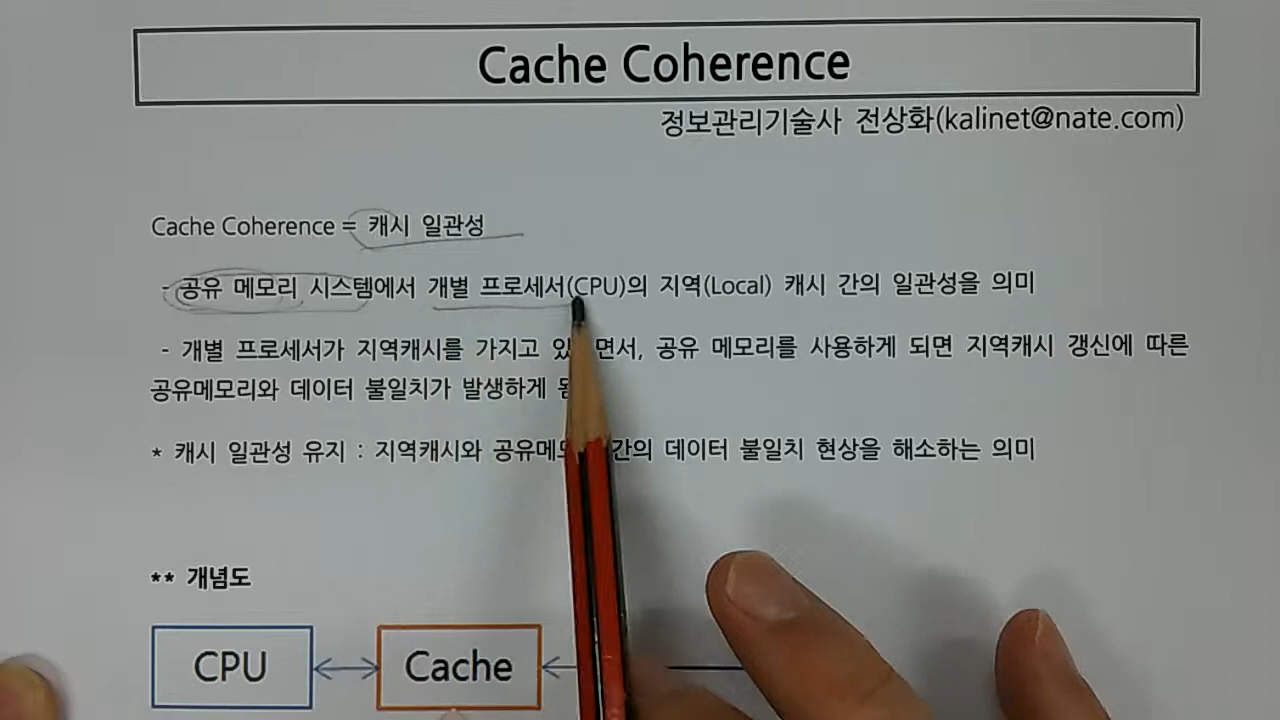 Cache Coherence
정보관리기술사 전상화(kalinet@nate.com)
Cache Coherence = 캐시 일관성
- 공유 메모리 시스템에서 개별 프로세서(CPU)의 지역(Local) 캐시 간의 일관성을 의미
- 개별 프로세서가 지역캐시를 가지고 면서, 공유 메모리를 사용하게 되면 지역캐시 갱신에 따른
공유메모리와 데이터 불일치가 발생하게
* 캐시 일관성 유지 : 지역캐시와 간의 데이터 불일치 현상을 해소하는 의미
** 개념도
CPU Cache